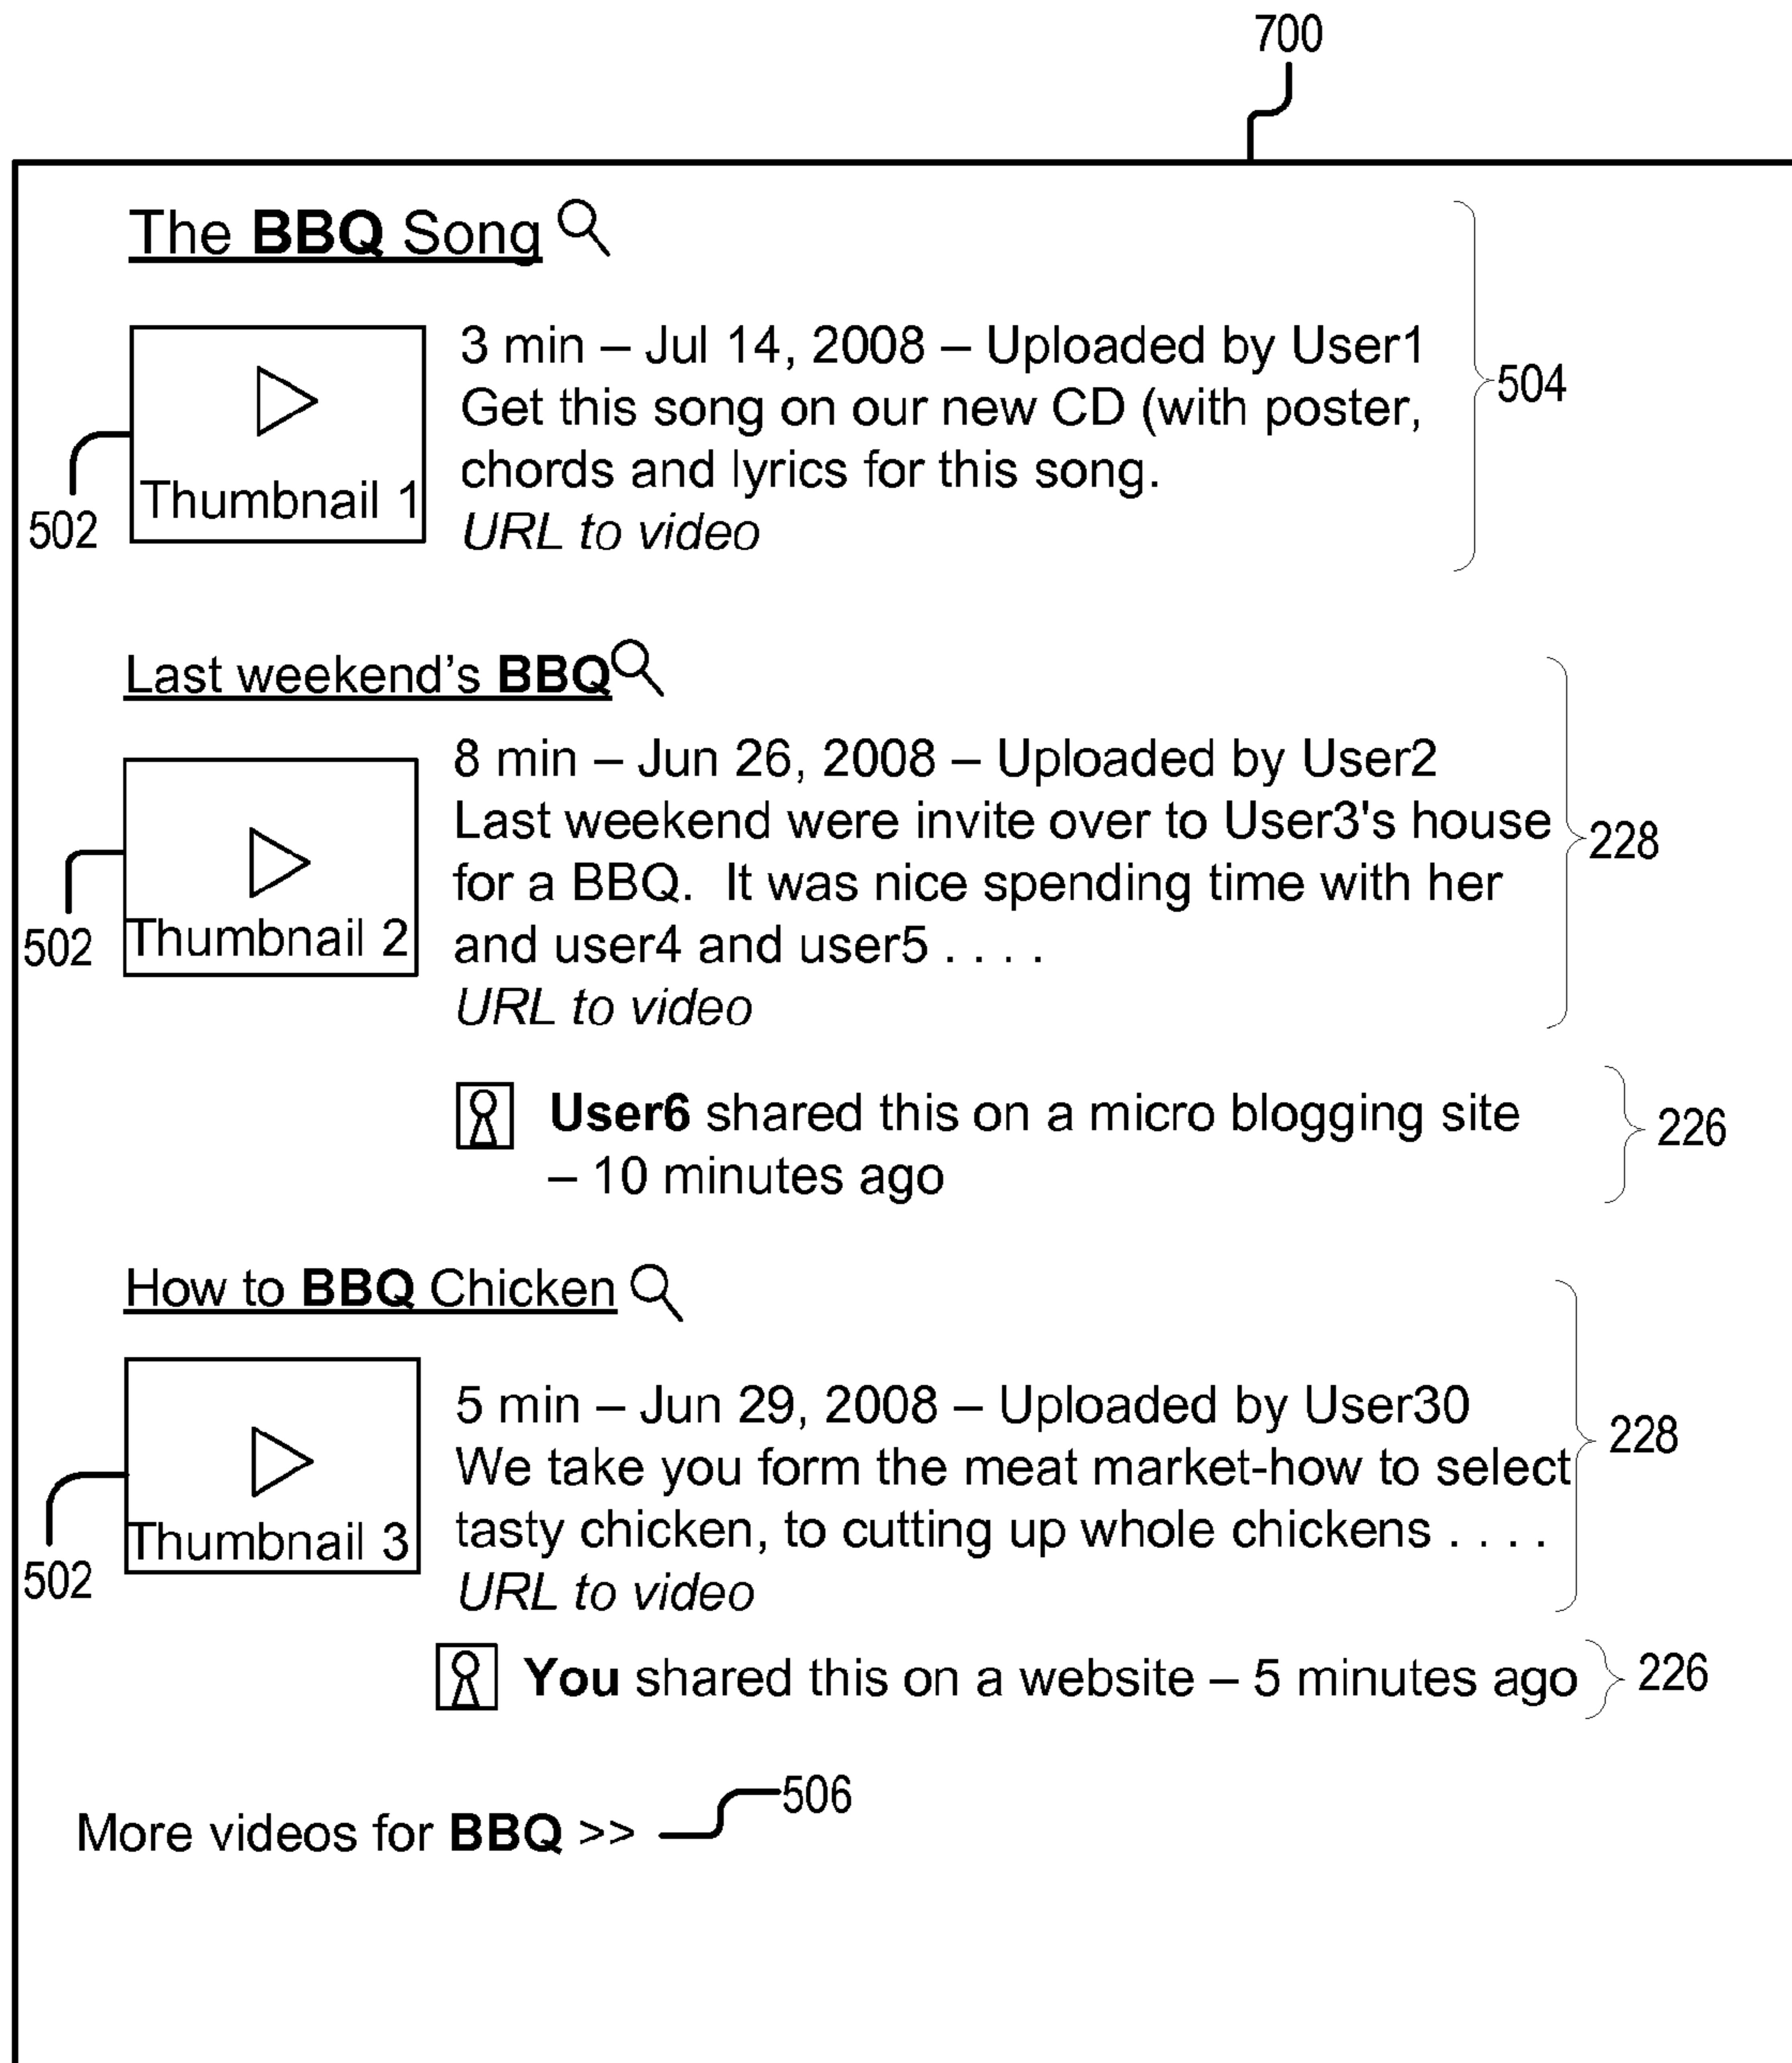 700
The BBQ Song
3 min – Jul 14, 2008 – Uploaded by User1
Get this song on our new CD (with poster,
chords and lyrics for this song.
URL to video
Thumbnail 1
502
504
Last weekend's BBQ
8 min – Jun 26, 2008 – Uploaded by User2
Last weekend were invite over to User3's house
for a BBQ. It was nice spending time with her
and user4 and user5 . . . .
URL to video
Thumbnail 2
502
228
User6 shared this on a micro blogging site
– 10 minutes ago
226
How to BBQ Chicken
5 min – Jun 29, 2008 – Uploaded by User30
We take you form the meat market-how to select
tasty chicken, to cutting up whole chickens . . . .
URL to video
Thumbnail 3
502
228
You shared this on a website – 5 minutes ago
226
More videos for BBQ >>
506